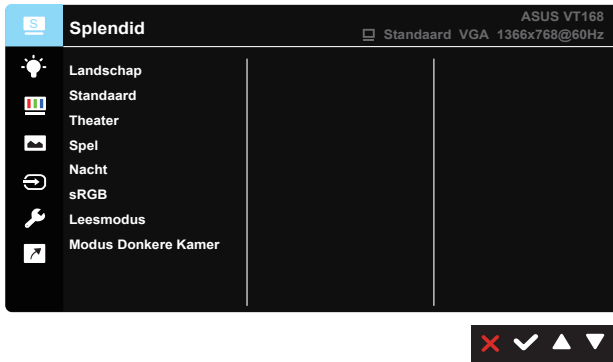 S
Splendid
ASUS VT168
Standaard VGA 1366x768@60Hz
Landschap
Standaard
Theater
Spel
Nacht
sRGB
Leesmodus
Modus Donkere Kamer